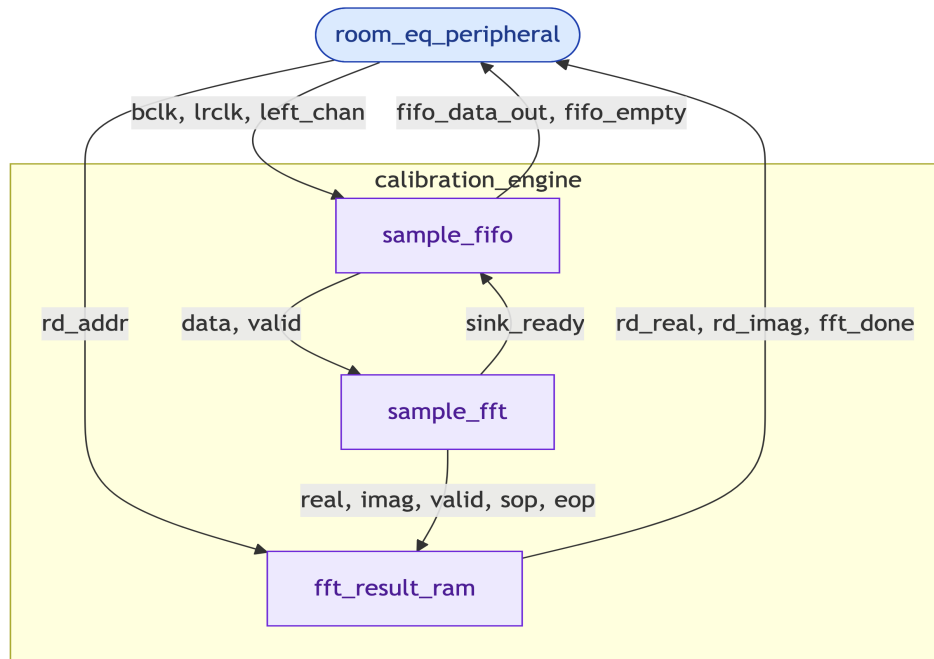 room_eq_peripheral
bclk, lrclk, left_chan
fifo_data_out, fifo_empty
calibration_engine
sample_fifo
rd_addr
data, valid
sink_ready
rd_real, rd_imag, fft_done
sample_fft
real, imag, valid, sop, eop
fft_result_ram